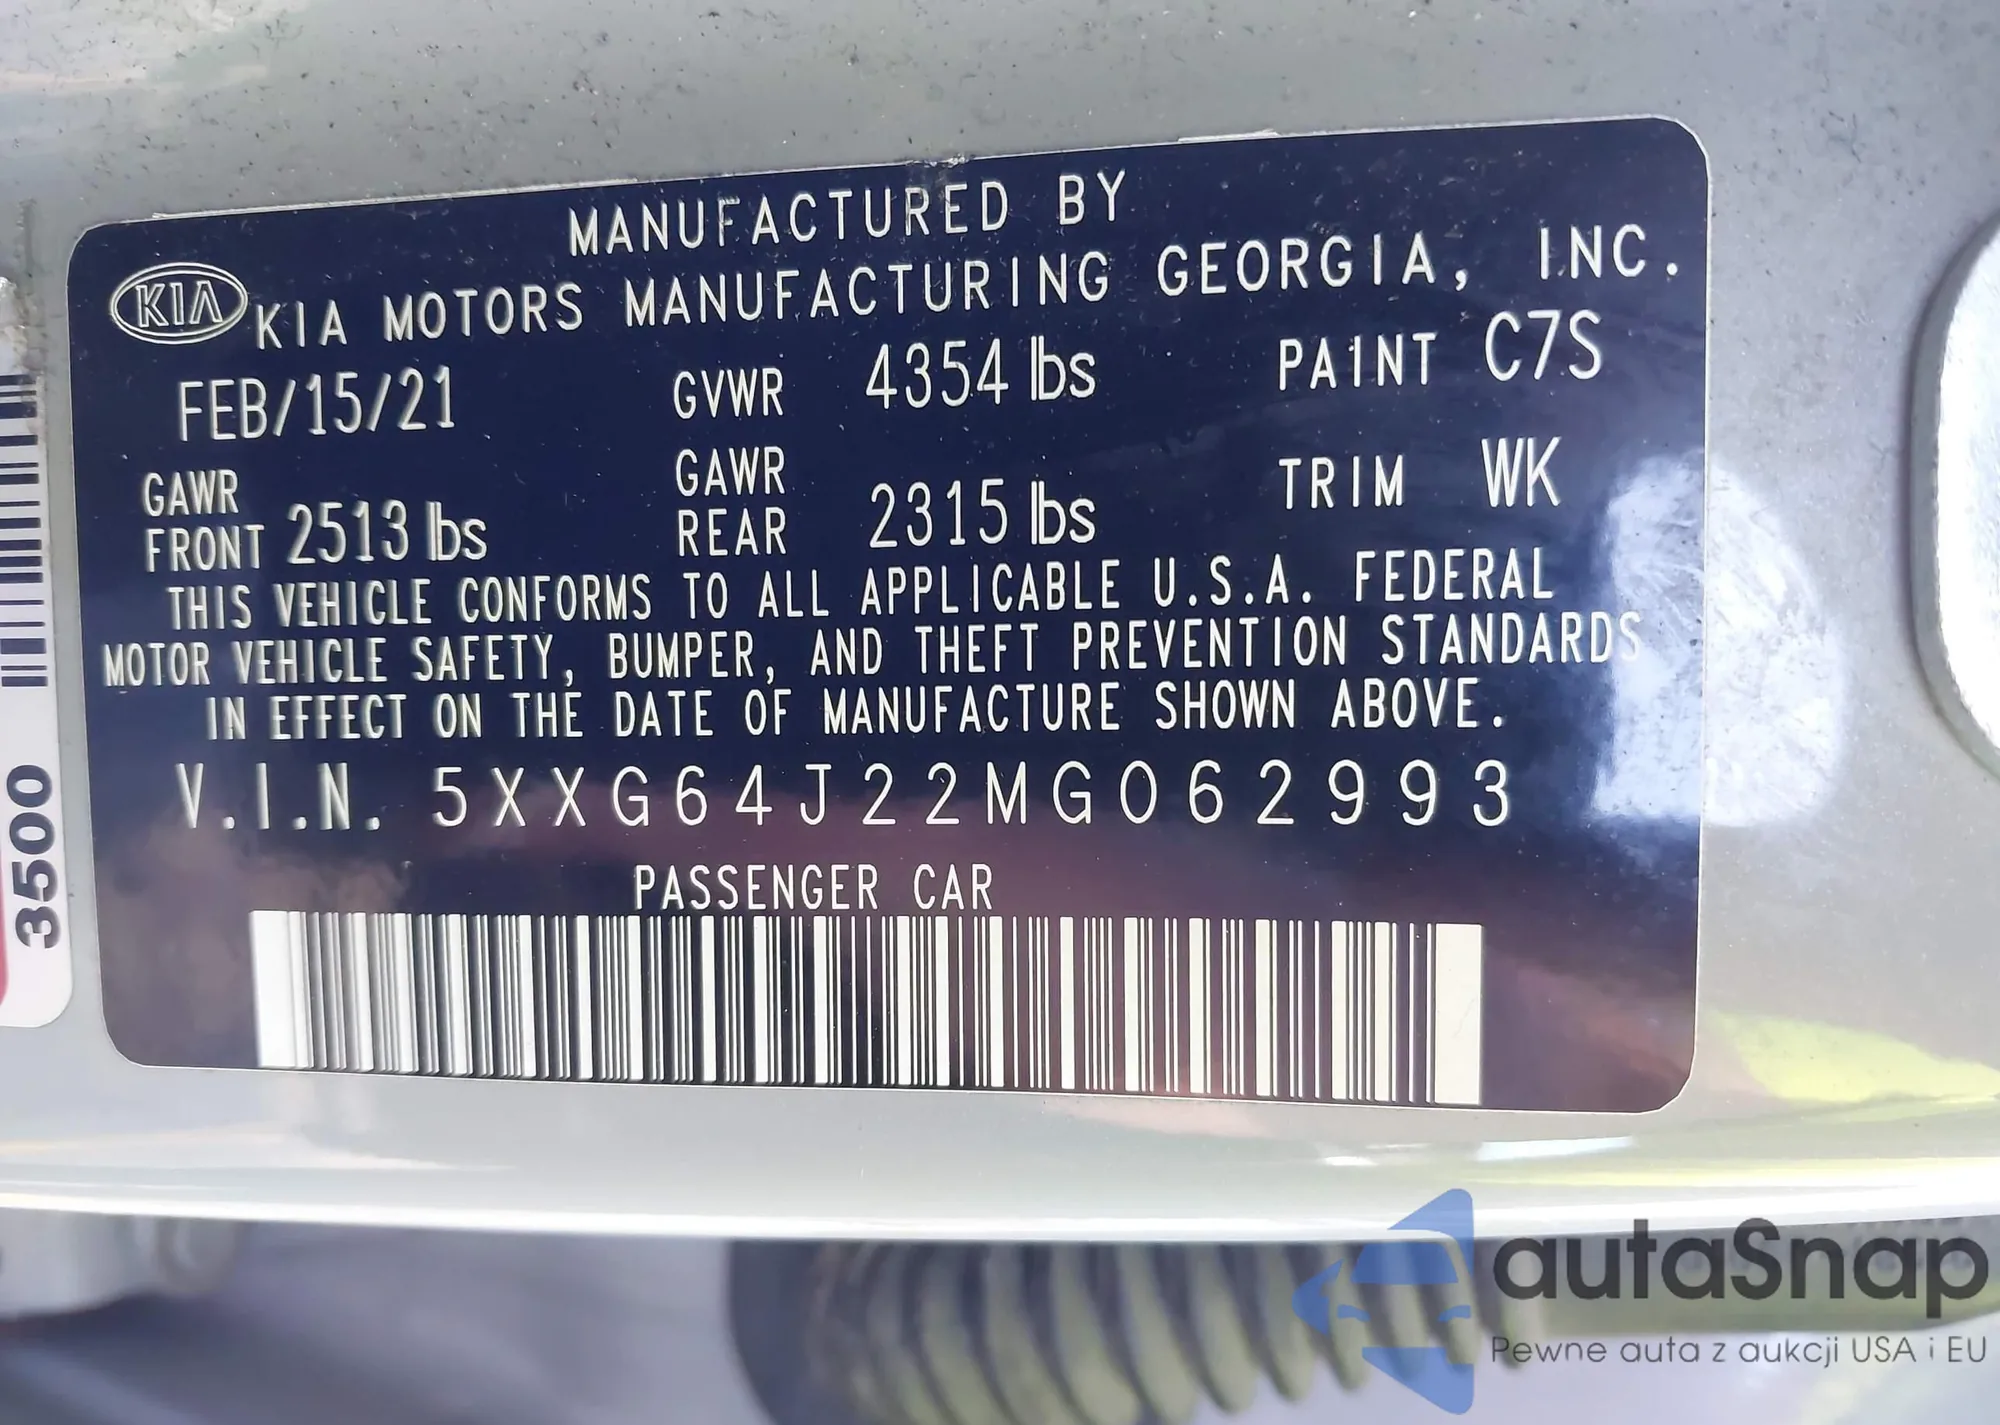 MANUFACTURED BY
KIA KIA MOTORS MANUFACTURING GEORGIA, INC.
FEB/15/21 GVWR 4354 lbs PAINT C7S
GAWR FRONT 2513 lbs GAWR REAR 2315 lbs TRIM WK
THIS VEHICLE CONFORMS TO ALL APPLICABLE U.S.A. FEDERAL
MOTOR VEHICLE SAFETY, BUMPER, AND THEFT PREVENTION STANDARDS
IN EFFECT ON THE DATE OF MANUFACTURE SHOWN ABOVE.
V.I.N. 5XXG64J22MG062993
PASSENGER CAR
3500
autaSnap
Pewne auta z aukcji USA i EU